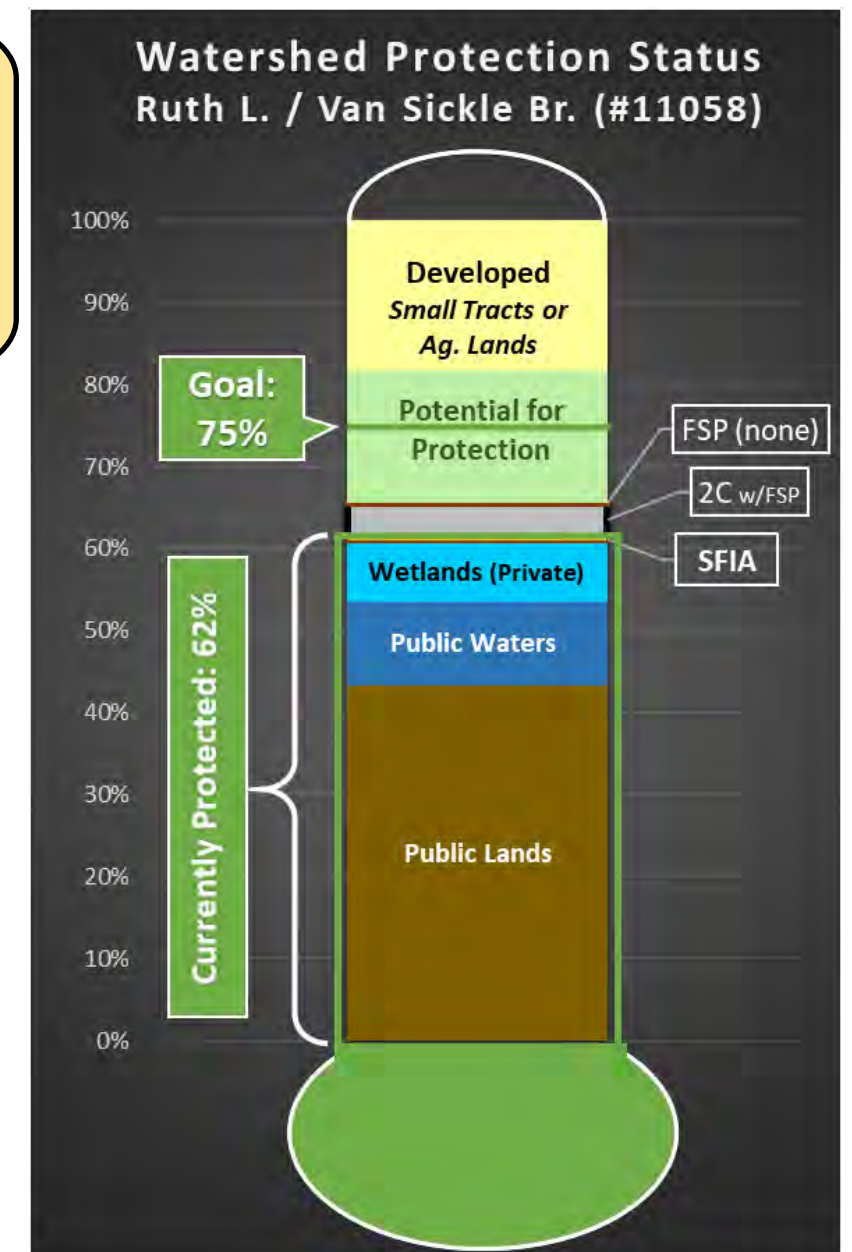 Watershed Protection Status
Ruth L. / Van Sickle Br. (#11058)
100%
90%
80%
70%
60%
50%
40%
30%
20%
10%
0%
Developed
Small Tracts or
Ag. Lands
Goal:
75%
Potential for
Protection
FSP (none)
2C w/FSP
SFIA
Wetlands (Private)
Public Waters
Public Lands
Currently Protected: 62%